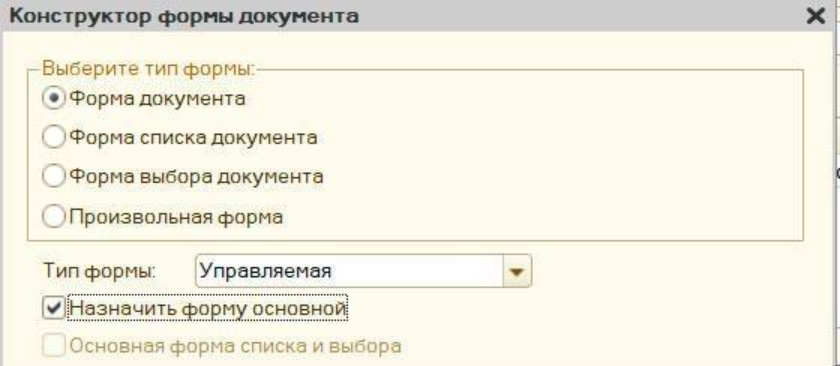 Конструктор формы документа
Выберите тип формы:
Форма документа
Форма списка документа
Форма выбора документа
Произвольная форма
Тип формы: Управляемая
Назначить форму основной
Основная форма списка и выбора